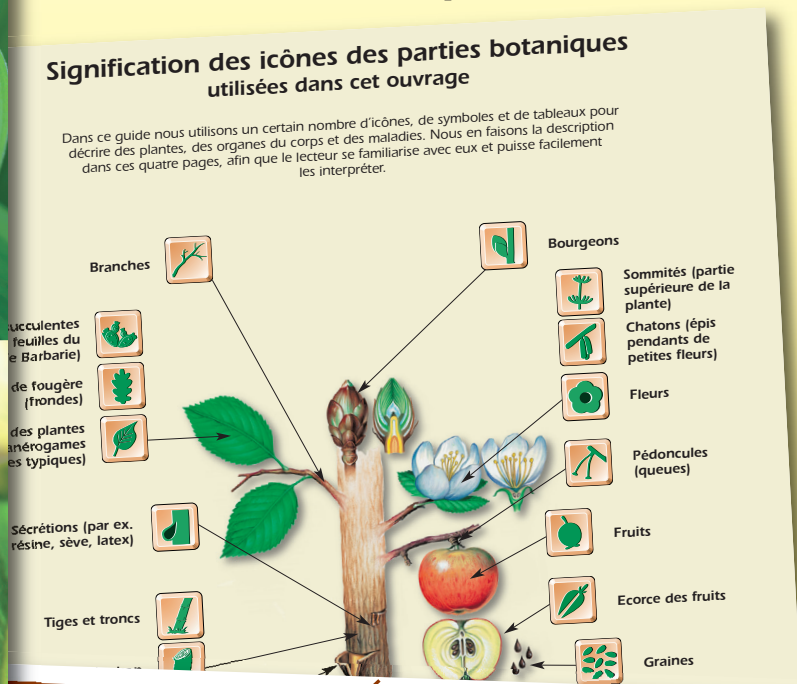 Signification des icônes des parties botaniques
utilisées dans cet ouvrage
Dans ce guide nous utilisons un certain nombre d'icônes, de symboles et de tableaux pour
décrire des plantes, des organes du corps et des maladies. Nous en faisons la description
dans ces quatre pages, afin que le lecteur se familiarise avec eux et puisse facilement
les interpréter.
Branches
succulentes
feuilles du
e Barbarie)
de fougère
(frondes)
des plantes
anérogames
es typiques)
Sécrétions (par ex.
résine, sève, latex)
Tiges et troncs
Bourgeons
Sommités (partie
supérieure de la
plante)
Chatons (épis
pendants de
petites fleurs)
Fleurs
Pédoncules
(queues)
Fruits
Ecorce des fruits
Graines